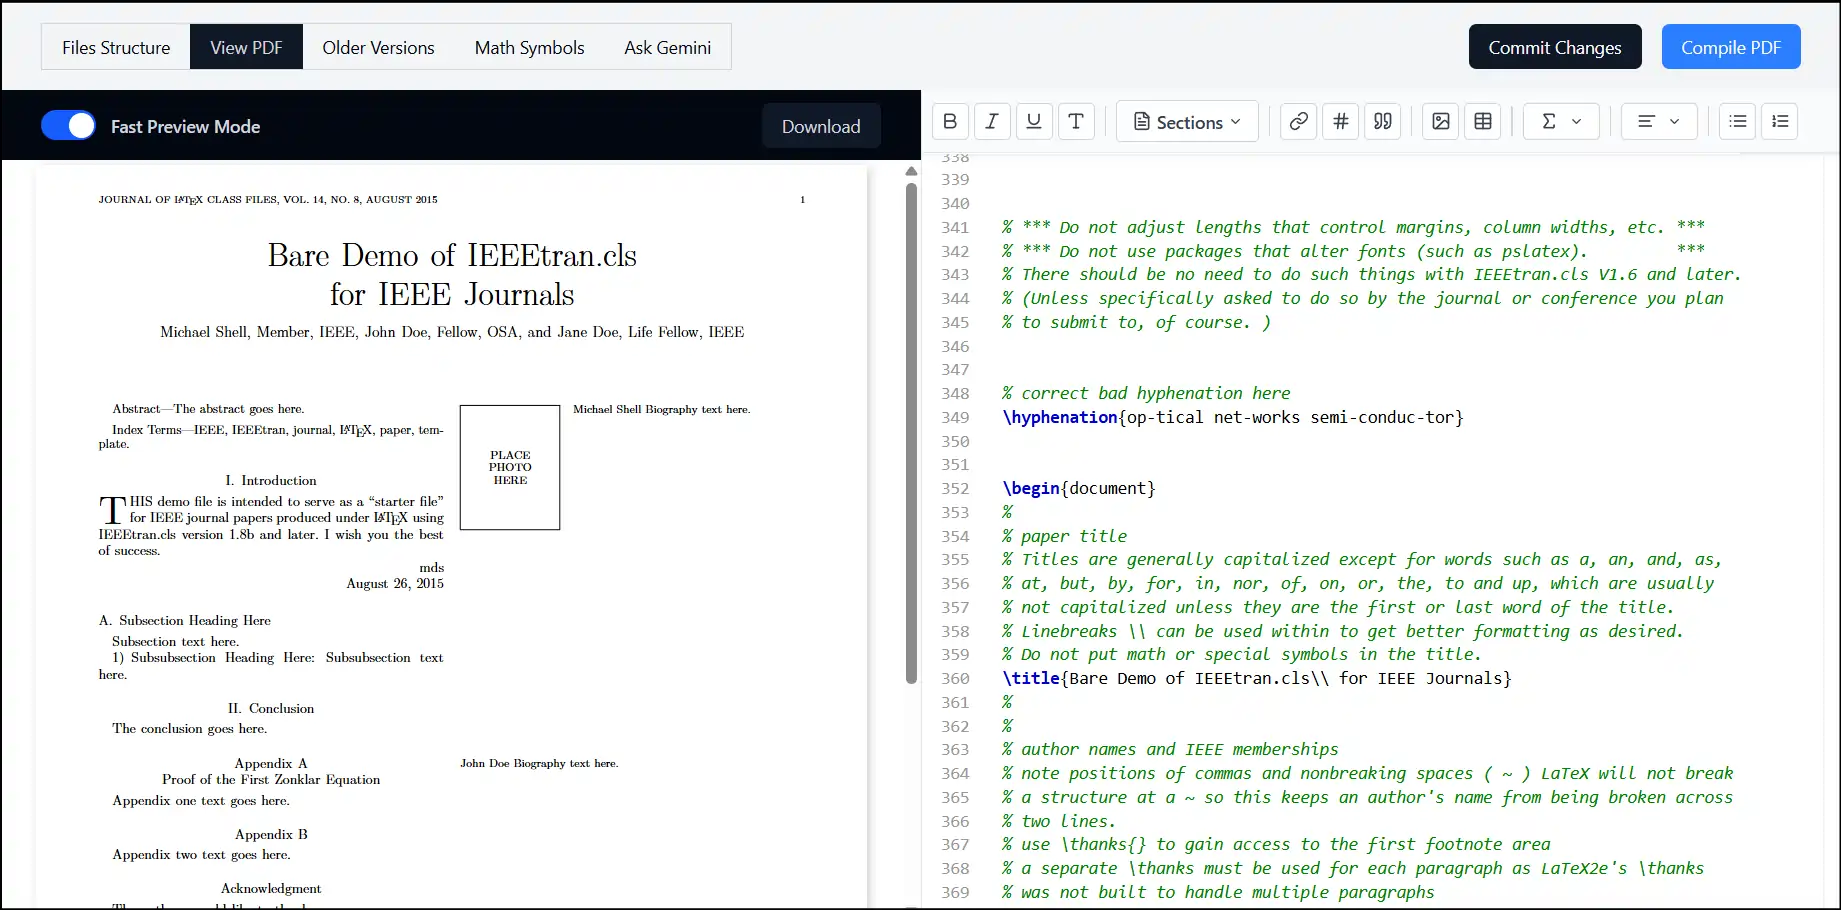 Files Structure
View PDF
Older Versions
Math Symbols
Ask Gemini
Commit Changes
Compile PDF
Fast Preview Mode
Download
JOURNAL OF LATEX CLASS FILES, VOL. 14, NO. 8, AUGUST 2015
1
Bare Demo of IEEEtran.cls
for IEEE Journals
Michael Shell, Member, IEEE, John Doe, Fellow, OSA, and Jane Doe, Life Fellow, IEEE
Abstract—The abstract goes here.
Index Terms—IEEE, IEEEtran, journal, LATEX, paper, tem-
plate.
I. Introduction
THIS demo file is intended to serve as a “starter file”
for IEEE journal papers produced under LATEX using
IEEEtran.cls version 1.8b and later. I wish you the best
of success.
mds
August 26, 2015
A. Subsection Heading Here
Subsection text here.
1) Subsubsection Heading Here: Subsubsection text
here.
II. Conclusion
The conclusion goes here.
Appendix A
Proof of the First Zonklar Equation
Appendix one text goes here.
Appendix B
Appendix two text goes here.
Acknowledgment
PLACE
PHOTO
HERE
Michael Shell Biography text here.
John Doe Biography text here.
B I U T
Sections
#
Σ
338
339
340
341 % *** Do not adjust lengths that control margins, column widths, etc. ***
342 % *** Do not use packages that alter fonts (such as pslatex). ***
343 % There should be no need to do such things with IEEEtran.cls V1.6 and later.
344 % (Unless specifically asked to do so by the journal or conference you plan
345 % to submit to, of course. )
346
347
348 % correct bad hyphenation here
349 \hyphenation{op-tical net-works semi-conduc-tor}
350
351
352 \begin{document}
353 %
354 % paper title
355 % Titles are generally capitalized except for words such as a, an, and, as,
356 % at, but, by, for, in, nor, of, on, or, the, to and up, which are usually
357 % not capitalized unless they are the first or last word of the title.
358 % Linebreaks \\ can be used within to get better formatting as desired.
359 % Do not put math or special symbols in the title.
360 \title{Bare Demo of IEEEtran.cls\\ for IEEE Journals}
361 %
362 %
363 % author names and IEEE memberships
364 % note positions of commas and nonbreaking spaces ( ~ ) LaTeX will not break
365 % a structure at a ~ so this keeps an author's name from being broken across
366 % two lines.
367 % use \thanks{} to gain access to the first footnote area
368 % a separate \thanks must be used for each paragraph as LaTeX2e's \thanks
369 % was not built to handle multiple paragraphs